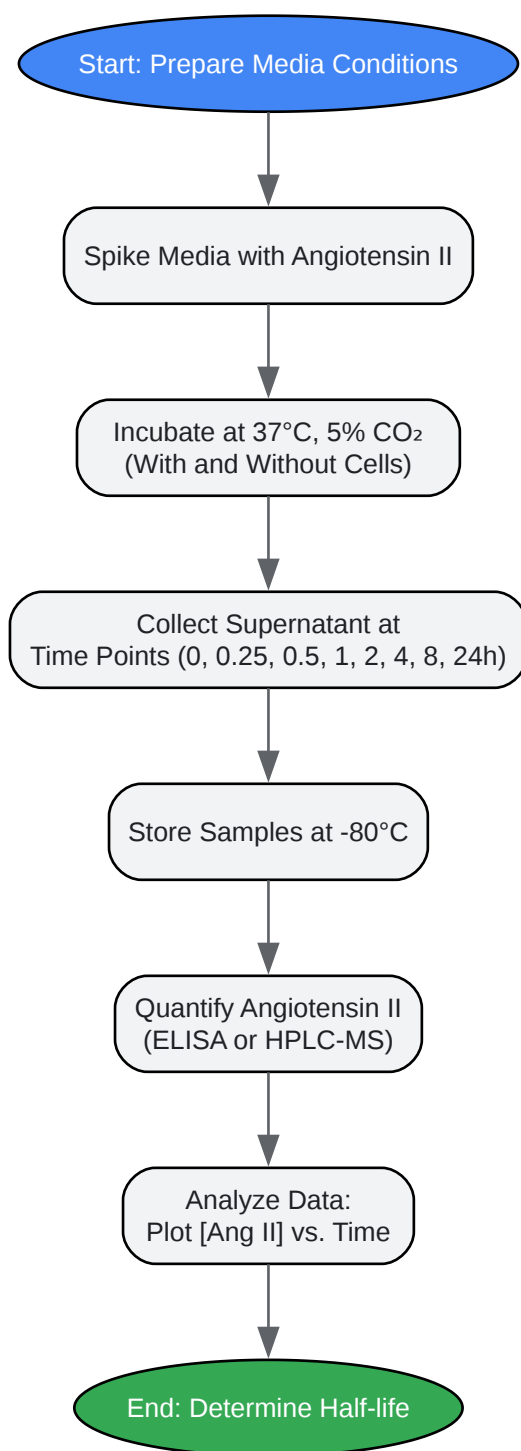 Start: Prepare Media Conditions
Spike Media with Angiotensin II
Incubate at 37°C, 5% CO₂
(With and Without Cells)
Collect Supernatant at
Time Points (0, 0.25, 0.5, 1, 2, 4, 8, 24h)
Store Samples at -80°C
Quantify Angiotensin II
(ELISA or HPLC-MS)
Analyze Data:
Plot [Ang II] vs. Time
End: Determine Half-life